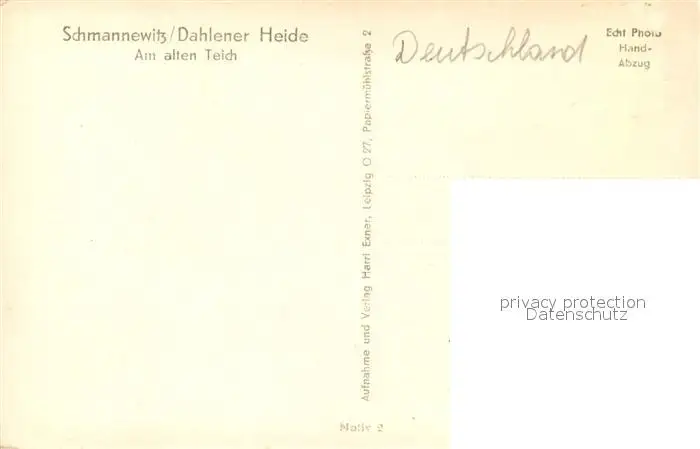 Schmannewitz/Dahlener Heide
Am alten Teich
Aufnahme und Verlag Harri Exner, Leipzig O 27, Papiermühlstraße 2
Deutschland
Echt Photo
Hand-
Abzug
privacy protection
Datenschutz
Motiv 2